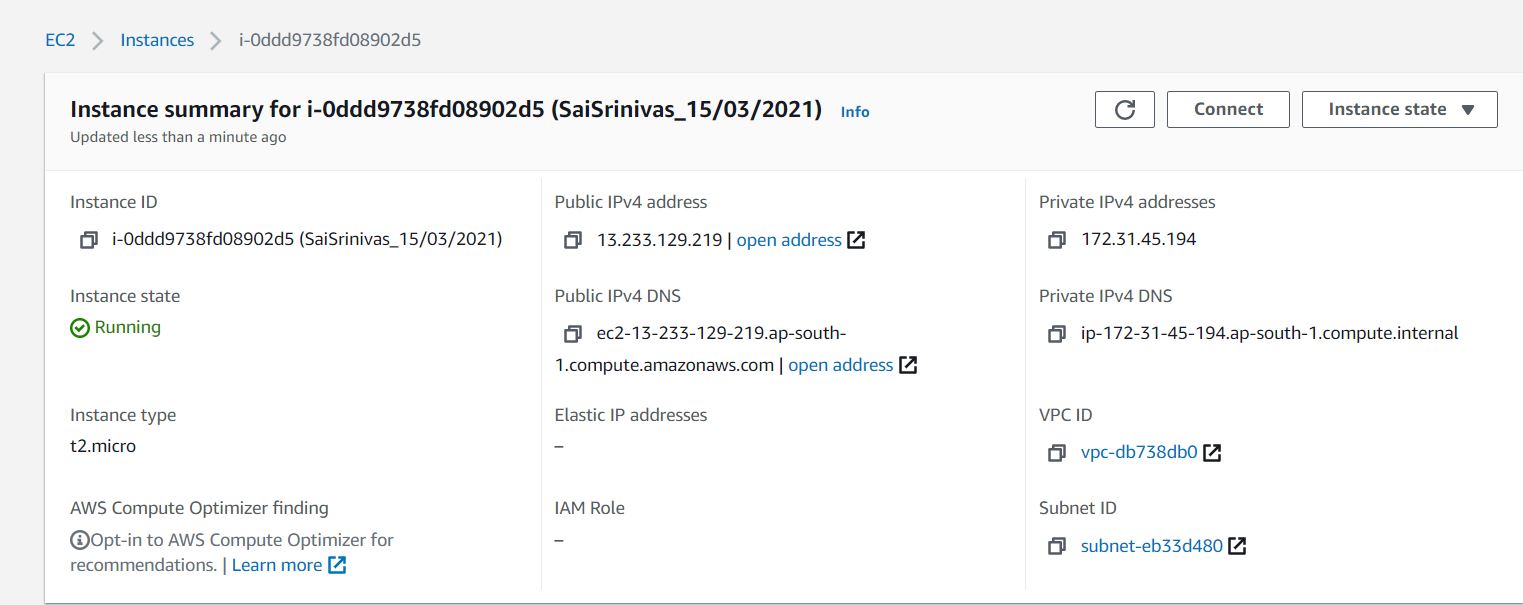 EC2 Instances i-0ddd9738fd08902d5
Instance summary for i-0ddd9738fd08902d5 (SaiSrinivas_15/03/2021) Info
Updated less than a minute ago
Connect
Instance state
Instance ID
i-0ddd9738fd08902d5 (SaiSrinivas_15/03/2021)
Public IPv4 address
13.233.129.219 | open address
Private IPv4 addresses
172.31.45.194
Instance state
Running
Public IPv4 DNS
ec2-13-233-129-219.ap-south-
1.compute.amazonaws.com | open address
Private IPv4 DNS
ip-172-31-45-194.ap-south-1.compute.internal
Instance type
t2.micro
Elastic IP addresses
–
VPC ID
vpc-db738db0
AWS Compute Optimizer finding
Opt-in to AWS Compute Optimizer for
recommendations. | Learn more
IAM Role
–
Subnet ID
subnet-eb33d480